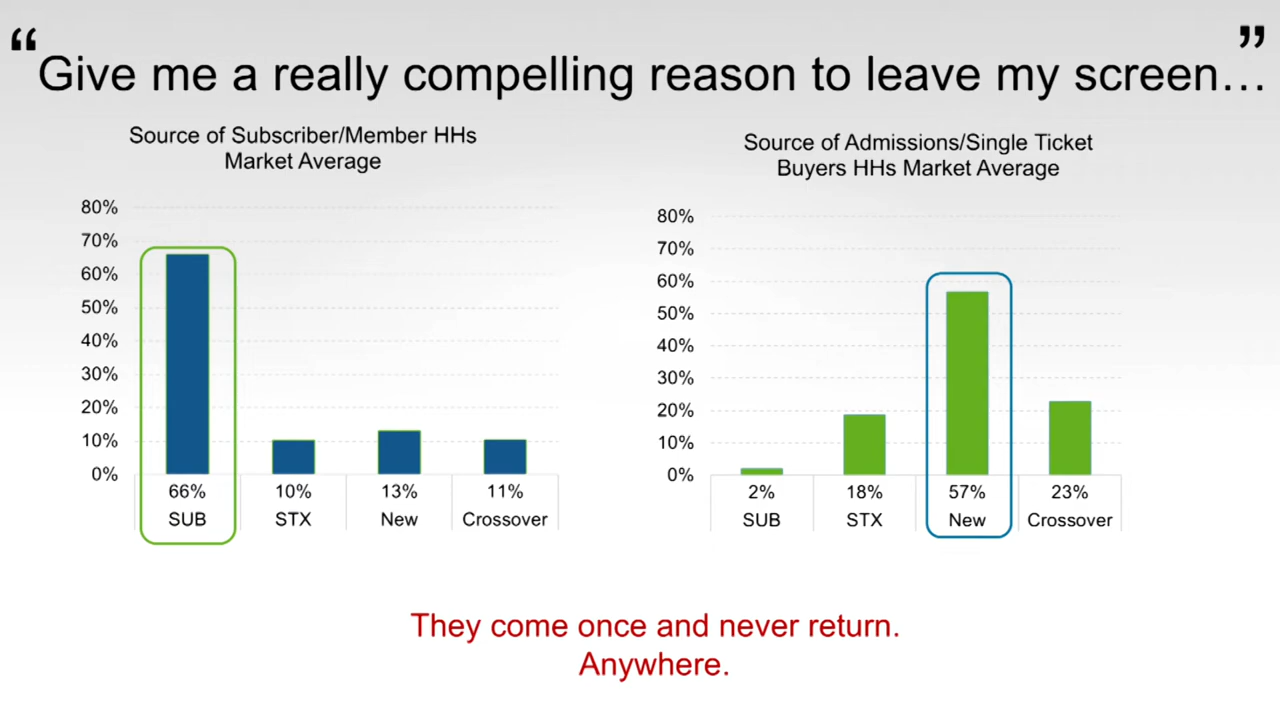 “Give me a really compelling reason to leave my screen…”
Source of Subscriber/Member HHs
Market Average
80%
70%
60%
50%
40%
30%
20%
10%
0%
66% 10% 13% 11%
SUB STX New Crossover
Source of Admissions/Single Ticket
Buyers HHs Market Average
80%
70%
60%
50%
40%
30%
20%
10%
0%
2% 18% 57% 23%
SUB STX New Crossover
They come once and never return.
Anywhere.